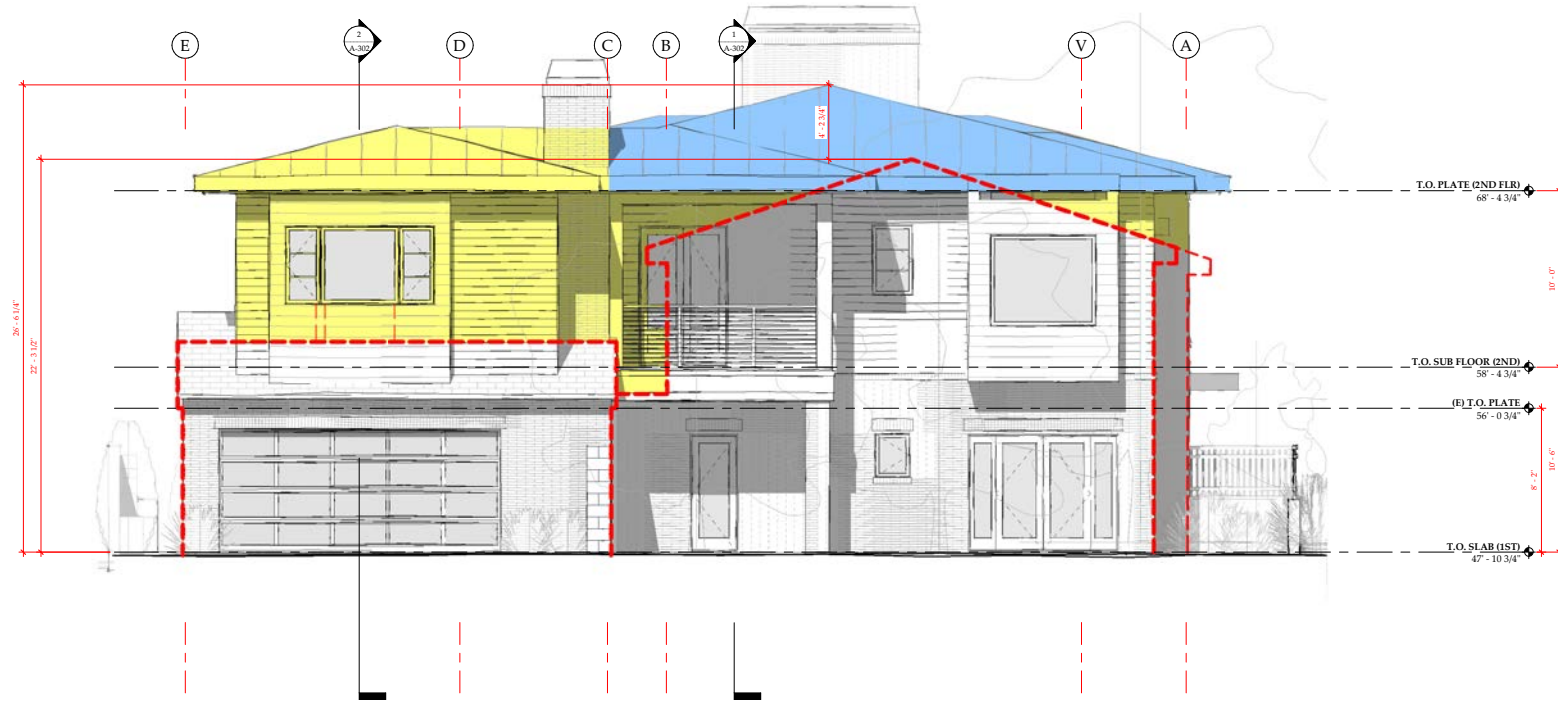 E
2
A-302
D
C
B
1
A-302
V
A
4' - 2 3/4"
26' - 6 1/4"
22' - 3 1/2"
T.O. PLATE (2ND FLR)
68' - 4 3/4"
10' - 0"
T.O. SUB FLOOR (2ND)
58' - 4 3/4"
(E) T.O. PLATE
56' - 0 3/4"
8' - 2"
10' - 6"
T.O. SLAB (1ST)
47' - 10 3/4"